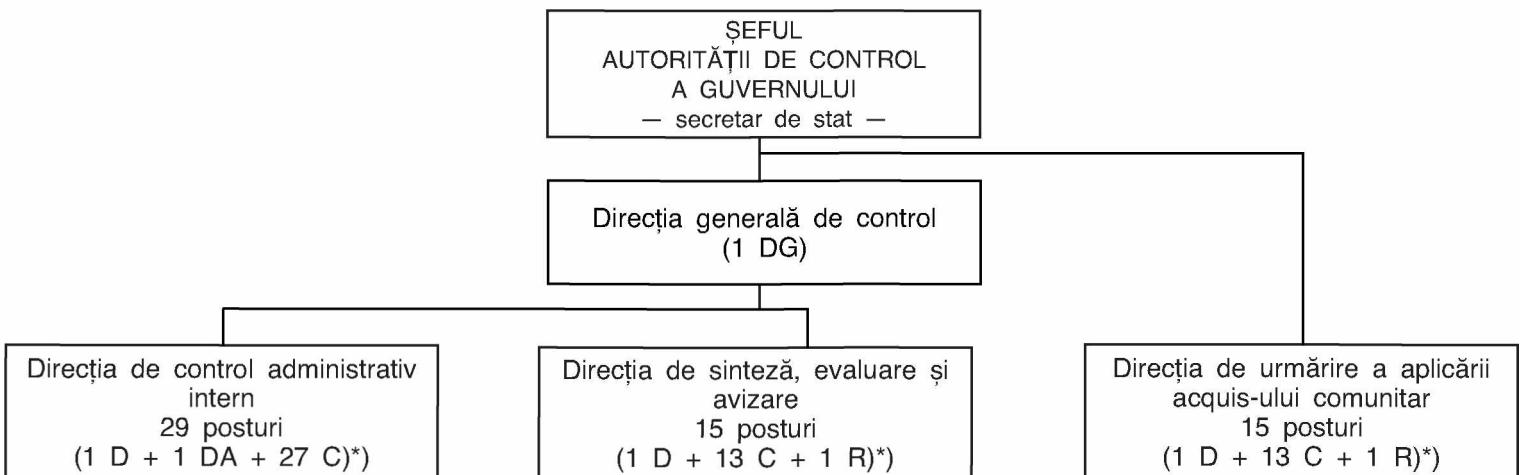 ȘEFUL
AUTORITĂȚII DE CONTROL
A GUVERNULUI
— secretar de stat —
Direcția generală de control
(1 DG)
Direcția de control administrativ
intern
29 posturi
(1 D + 1 DA + 27 C)*)
Direcția de sinteză, evaluare și
avizare
15 posturi
(1 D + 13 C + 1 R)*)
Direcția de urmărire a aplicării
acquis-ului comunitar
15 posturi
(1 D + 13 C + 1 R)*)